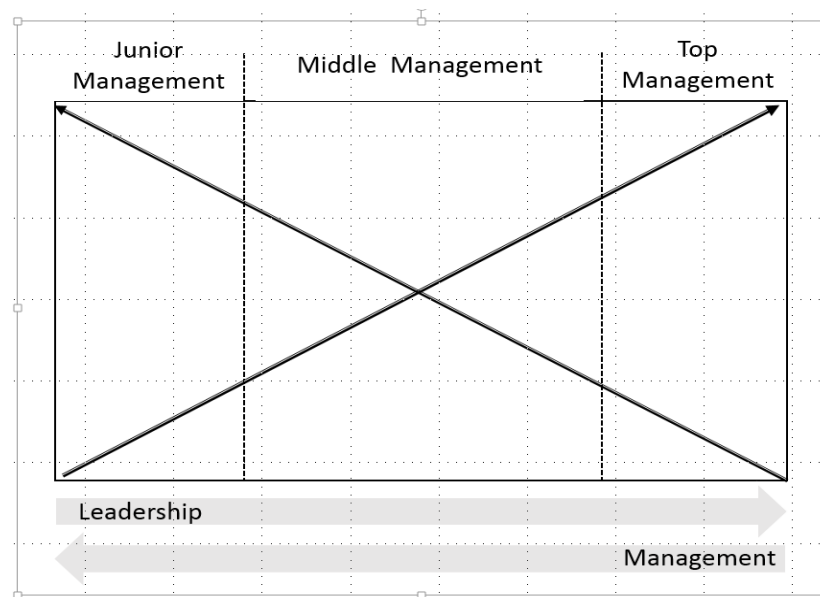 Junior
Management
Middle Management
Top
Management
Leadership
Management